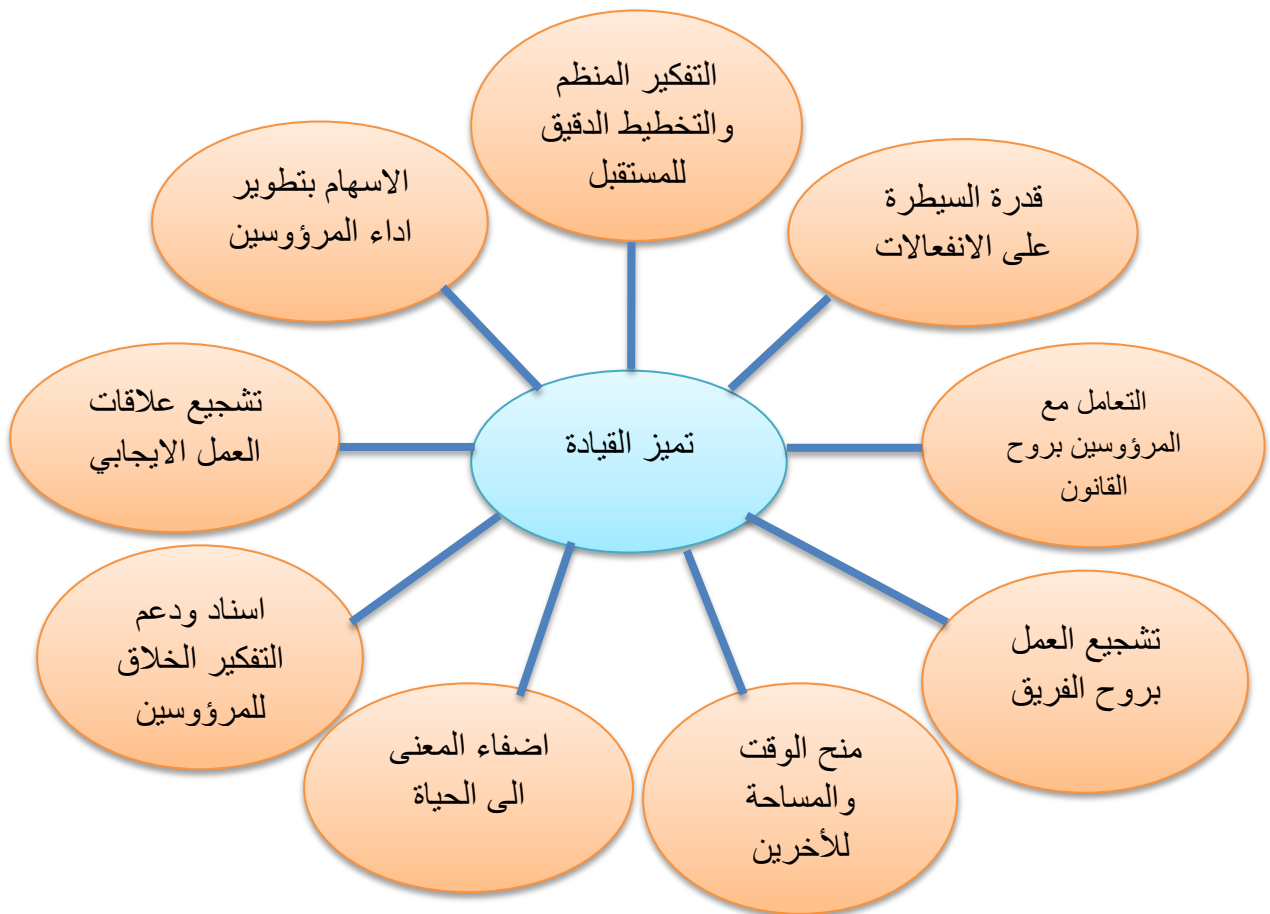 التفكير المنظم
والتخطيط الدقيق
للمستقبل
قدرة السيطرة
على الانفعالات
التعامل مع
المرؤوسين بروح
القانون
تشجيع العمل
بروح الفريق
منح الوقت
والمساحة
للأخرين
اضفاء المعنى
الى الحياة
اسناد ودعم
التفكير الخلاق
للمرؤوسين
تشجيع علاقات
العمل الايجابي
الاسهام بتطوير
اداء المرؤوسين
تميز القيادة